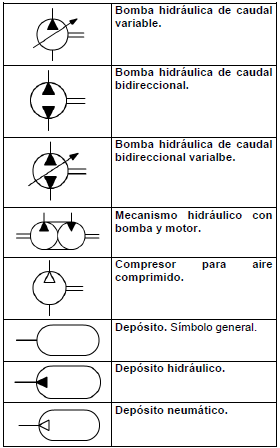 Bomba hidráulica de caudal
variable.
Bomba hidráulica de caudal
bidireccional.
Bomba hidráulica de caudal
bidireccional varialbe.
Mecanismo hidráulico con
bomba y motor.
Compresor para aire
comprimido.
Depósito. Símbolo general.
Depósito hidráulico.
Depósito neumático.